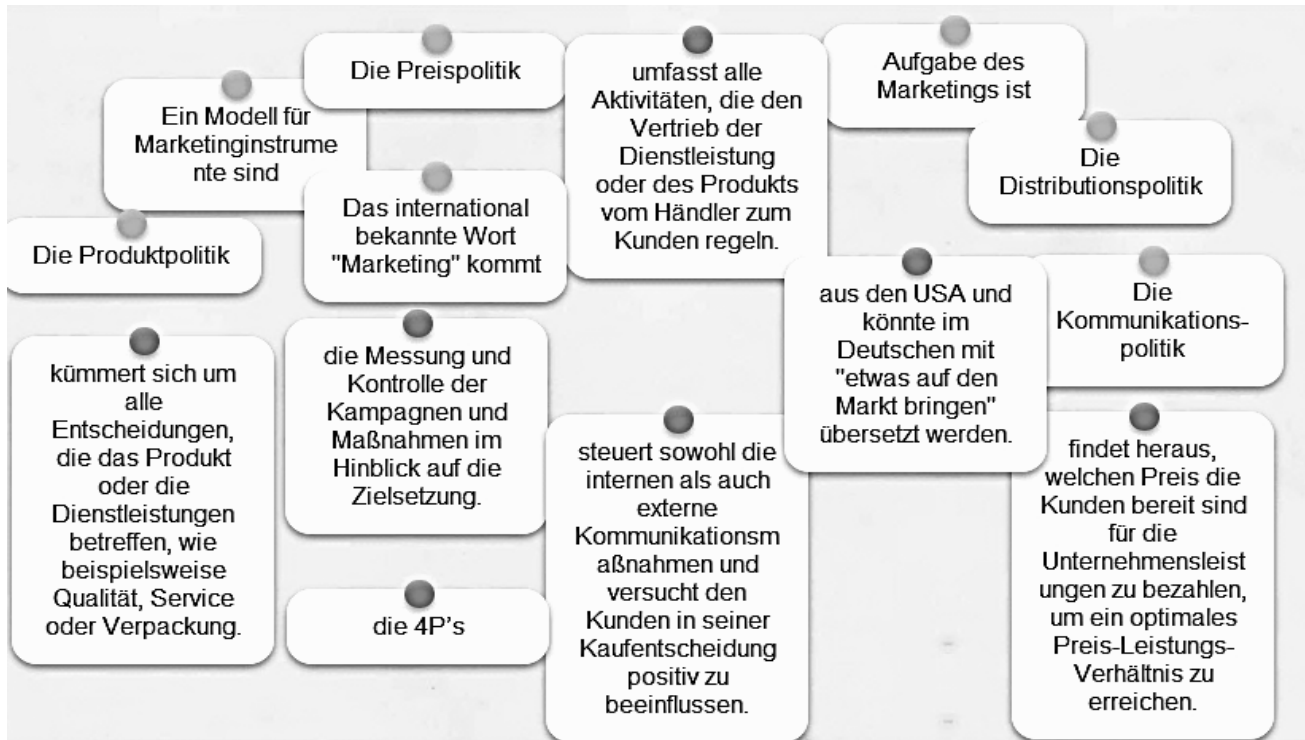 Die Preispolitik
umfasst alle
Aktivitäten, die den
Vertrieb der
Dienstleistung
oder des Produkts
vom Händler zum
Kunden regeln.
Aufgabe des
Marketings ist
Ein Modell für
Marketinginstrume
nte sind
Die
Distributionspolitik
Die Produktpolitik
Das international
bekannte Wort
"Marketing" kommt
aus den USA und
könnte im
Deutschen mit
"etwas auf den
Markt bringen"
übersetzt werden.
Die
Kommunikations-
politik
kümmert sich um
alle
Entscheidungen,
die das Produkt
oder die
Dienstleistungen
betreffen, wie
beispielsweise
Qualität, Service
oder Verpackung.
die Messung und
Kontrolle der
Kampagnen und
Maßnahmen im
Hinblick auf die
Zielsetzung.
die 4P's
steuert sowohl die
internen als auch
externe
Kommunikationsm
aßnahmen und
versucht den
Kunden in seiner
Kaufentscheidung
positiv zu
beeinflussen.
findet heraus,
welchen Preis die
Kunden bereit sind
für die
Unternehmensleist
ungen zu bezahlen,
um ein optimales
Preis-Leistungs-
Verhältnis zu
erreichen.